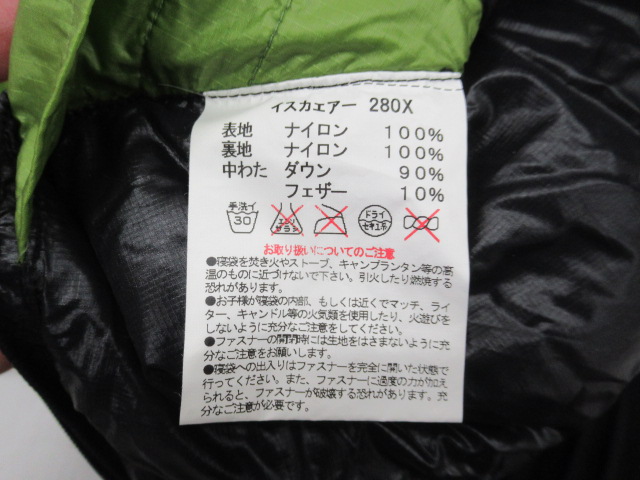 イスカエアー 280X
表地 ナイロン 100%
裏地 ナイロン 100%
中わた ダウン 90%
フェザー 10%
手洗イ 30 エンソ サラシ ドライ セキユ系
お取り扱いについてのご注意
●寝袋を焚き火やストーブ、キャンプランタン等の高
温のものに近づけないで下さい。引火したり燃焼する
恐れがあります。
●お子様が寝袋の内部、もしくは近くでマッチ、ライ
ター、キャンドル等の火気類を使用したり、火遊びを
しないように充分なご注意をしてください。
●ファスナーの開閉時には生地をはさまないように充
分なご注意をお願いします。
●寝袋への出入りはファスナーを完全に開いた状態で
行ってください。また、ファスナーに過度の力が加え
られると、ファスナーが破壊する恐れがあります。充
分なご注意が必要です。